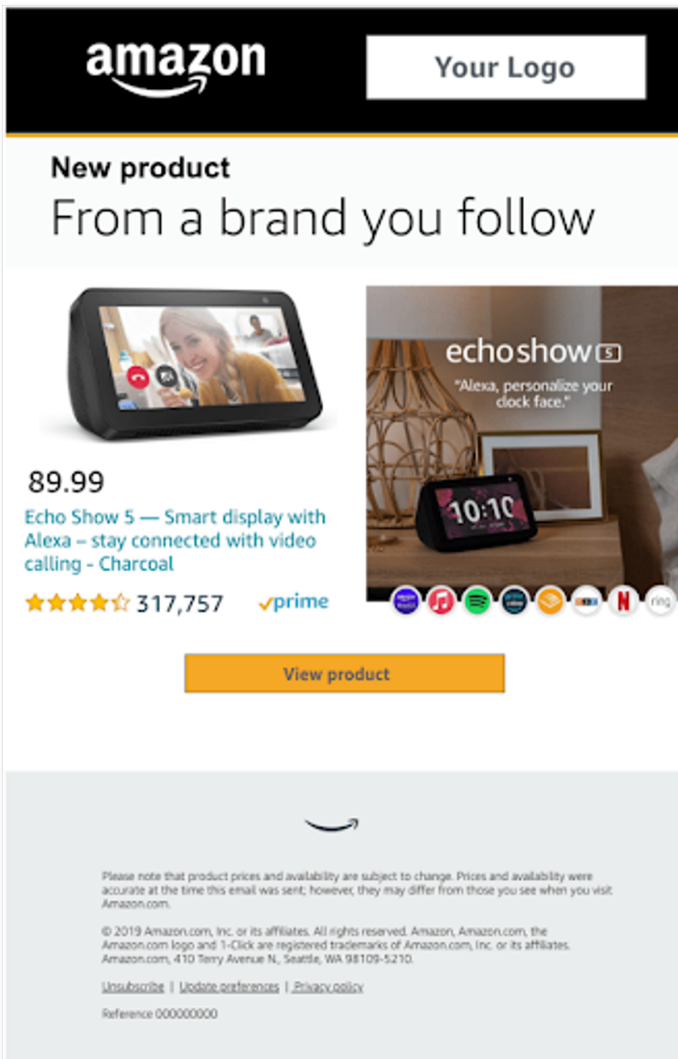 amazon
Your Logo
New product
From a brand you follow
echo show 5
"Alexa, personalize your
clock face."
10:10
89.99
Echo Show 5 — Smart display with
Alexa – stay connected with video
calling - Charcoal
317,757
prime
ring
View product
Please note that product prices and availability are subject to change. Prices and availability were
accurate at the time this email was sent; however, they may differ from those you see when you visit
Amazon.com.
© 2019 Amazon.com, Inc. or its affiliates. All rights reserved. Amazon, Amazon.com, the
Amazon.com logo and 1-Click are registered trademarks of Amazon.com, Inc. or its affiliates.
Amazon.com, 410 Terry Avenue N., Seattle, WA 98109-5210.
Unsubscribe | Update preferences | Privacy policy
Reference 000000000